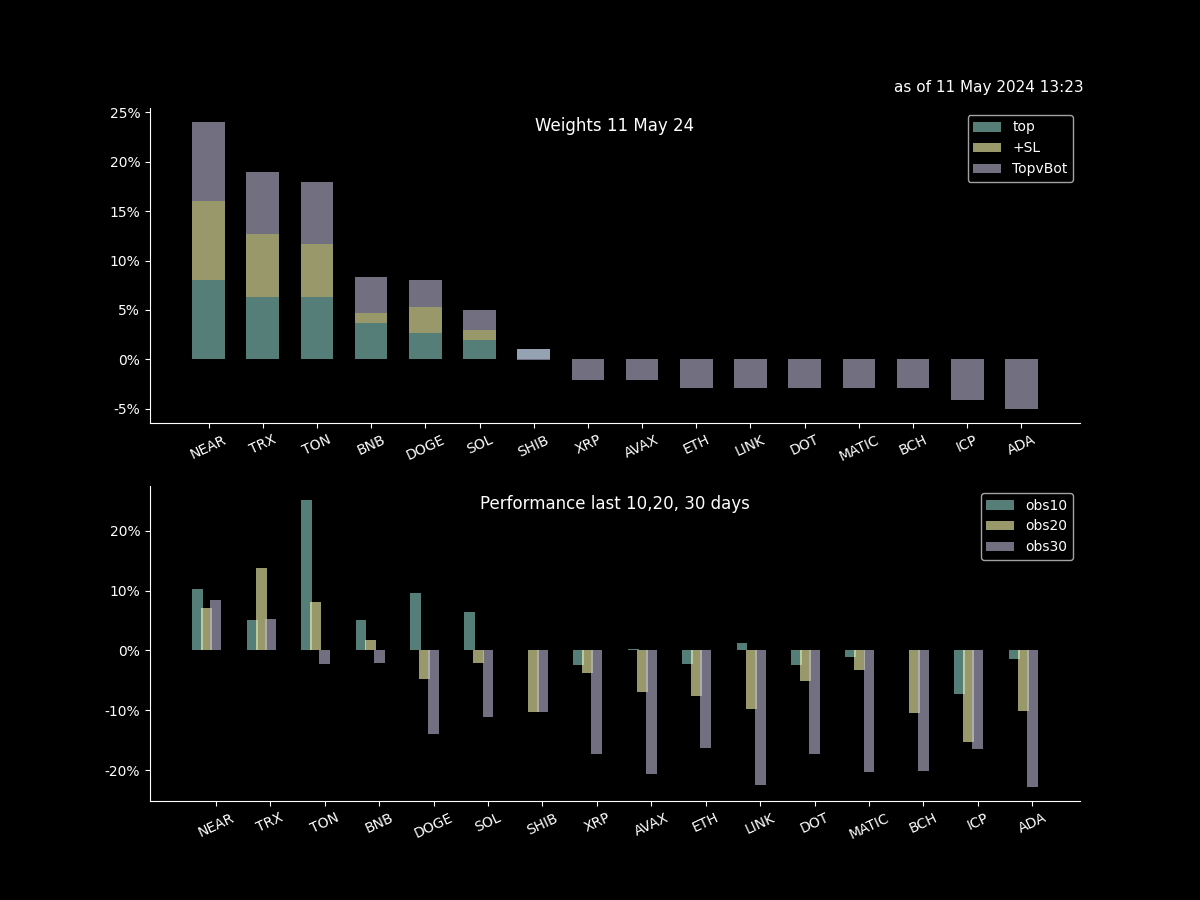 as of 11 May 2024 13:23
Weights 11 May 24
top
+SL
TopvBot
25%
20%
15%
10%
5%
0%
-5%
NEAR TRX TON BNB DOGE SOL SHIB XRP AVAX ETH LINK DOT MATIC BCH ICP ADA
Performance last 10,20, 30 days
obs10
obs20
obs30
20%
10%
0%
-10%
-20%
NEAR TRX TON BNB DOGE SOL SHIB XRP AVAX ETH LINK DOT MATIC BCH ICP ADA